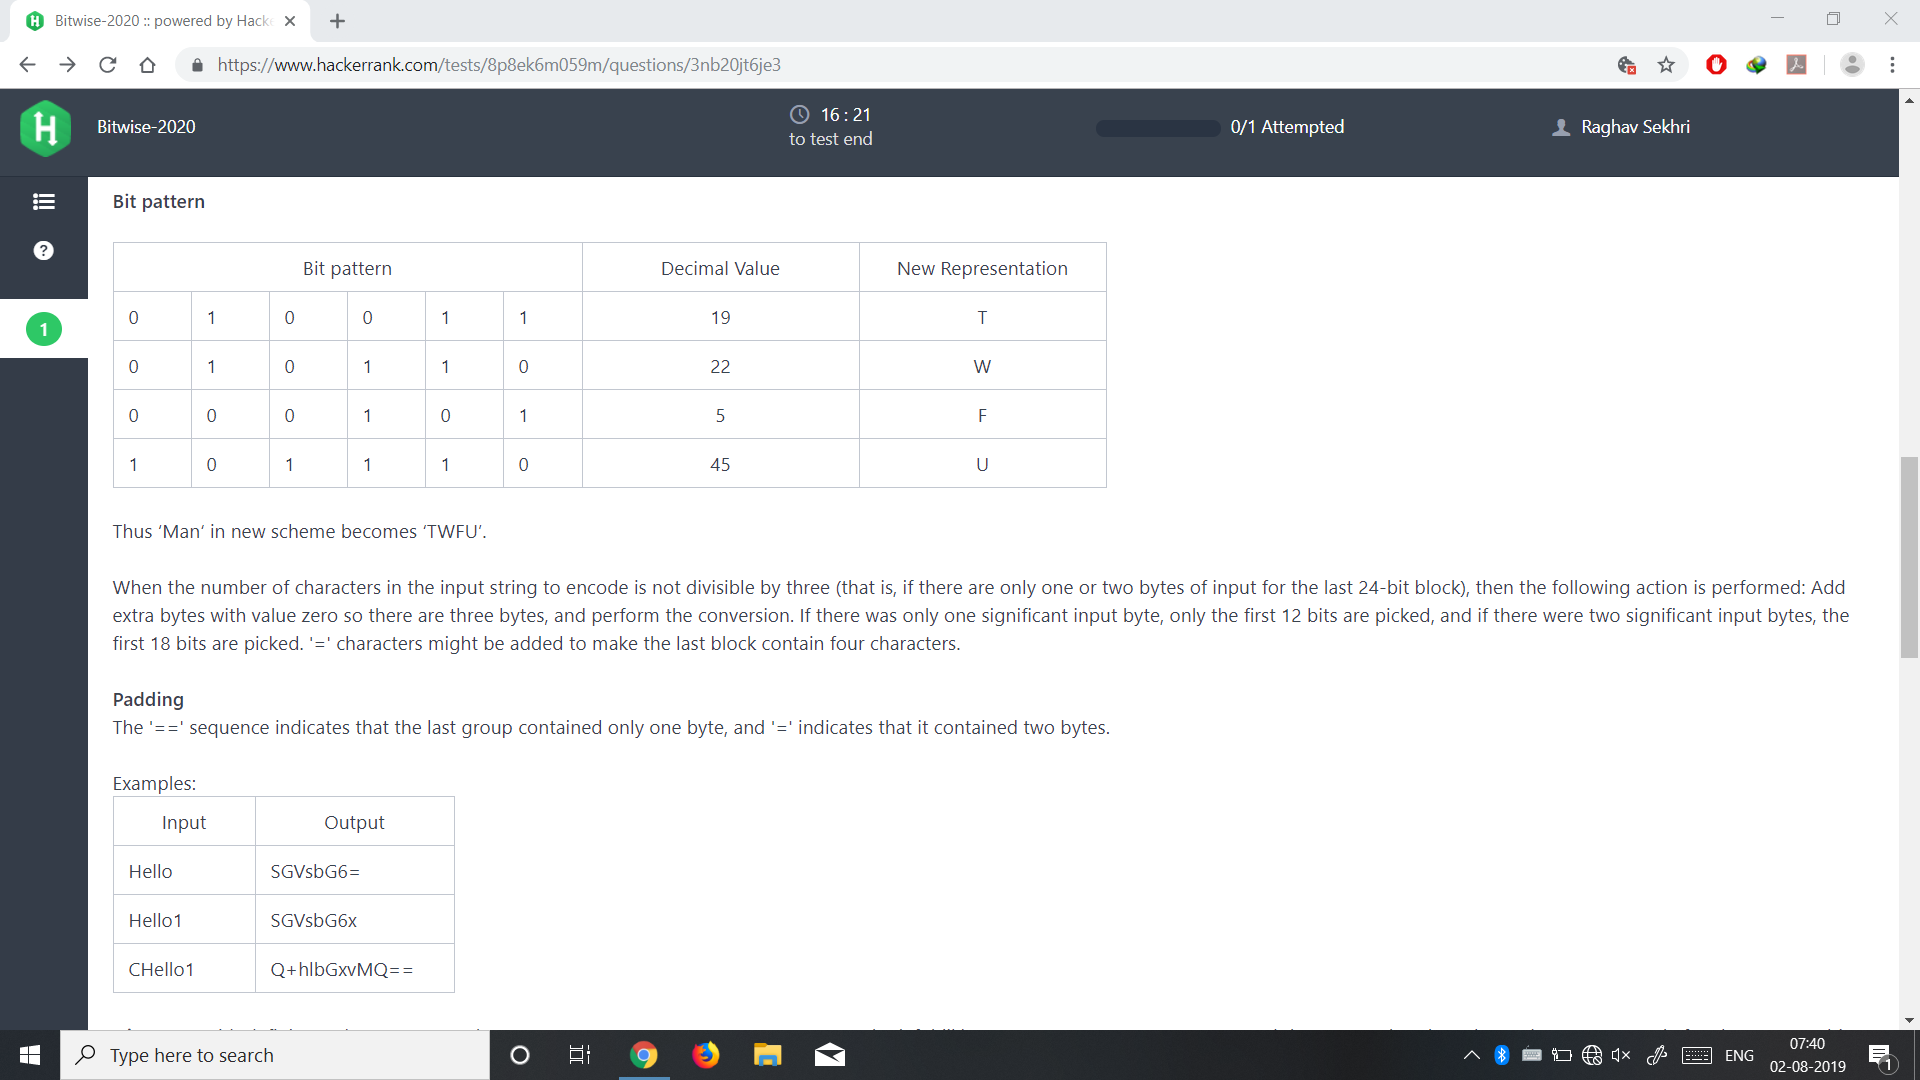 Bitwise-2020 :: powered by Hack
https://www.hackerrank.com/tests/8p8ek6m059m/questions/3nb20jt6je3
H
Bitwise-2020
16 : 21
to test end
0/1 Attempted
Raghav Sekhri
?
1
Bit pattern
Bit pattern Decimal Value New Representation
0 1 0 0 1 1 19 T
0 1 0 1 1 0 22 W
0 0 0 1 0 1 5 F
1 0 1 1 1 0 45 U
Thus ‘Man’ in new scheme becomes ‘TWFU’.
When the number of characters in the input string to encode is not divisible by three (that is, if there are only one or two bytes of input for the last 24-bit block), then the following action is performed: Add
extra bytes with value zero so there are three bytes, and perform the conversion. If there was only one significant input byte, only the first 12 bits are picked, and if there were two significant input bytes, the
first 18 bits are picked. '=' characters might be added to make the last block contain four characters.
Padding
The '==' sequence indicates that the last group contained only one byte, and '=' indicates that it contained two bytes.
Examples:
Input Output
Hello SGVsbG6=
Hello1 SGVsbG6x
CHello1 Q+hlbGxvMQ==
Type here to search
ENG
07:40
02-08-2019
1